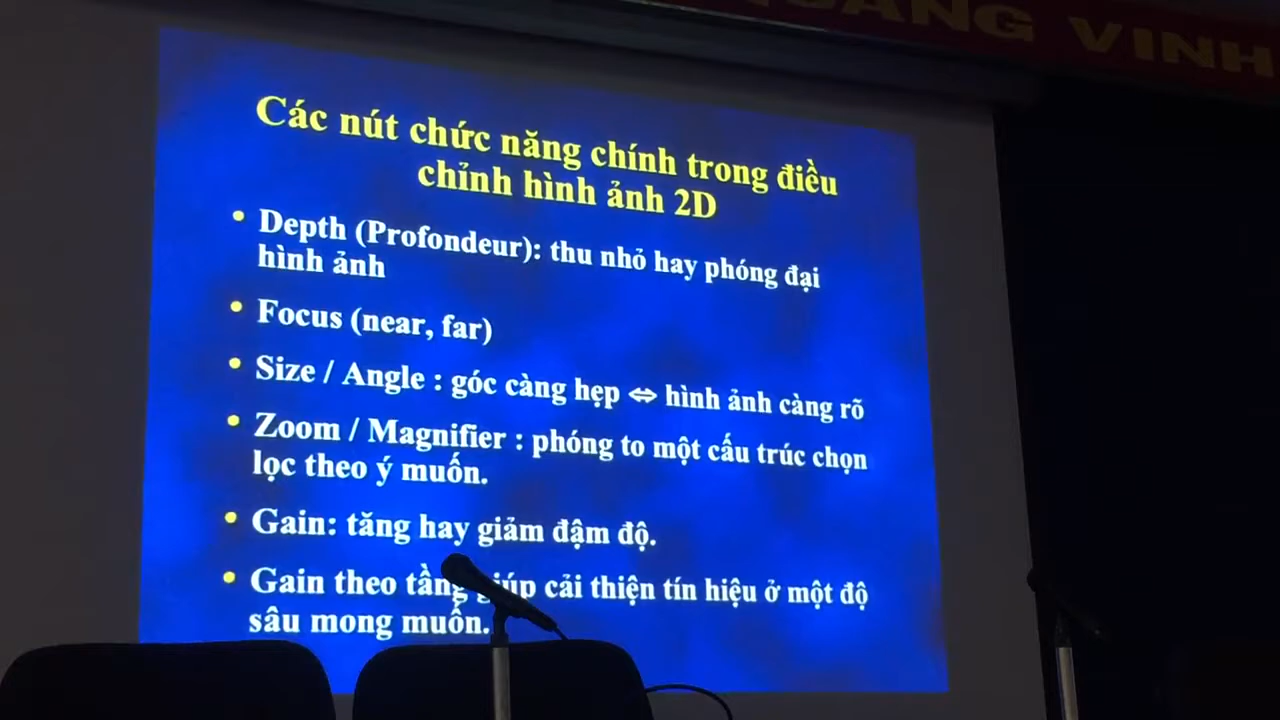 QUANG VINH
Các nút chức năng chính trong điều
chỉnh hình ảnh 2D
• Depth (Profondeur): thu nhỏ hay phóng đại
hình ảnh
• Focus (near, far)
• Size / Angle : góc càng hẹp ⇔ hình ảnh càng rõ
• Zoom / Magnifier : phóng to một cấu trúc chọn
lọc theo ý muốn.
• Gain: tăng hay giảm đậm độ.
• Gain theo tầng giúp cải thiện tín hiệu ở một độ
sâu mong muốn.